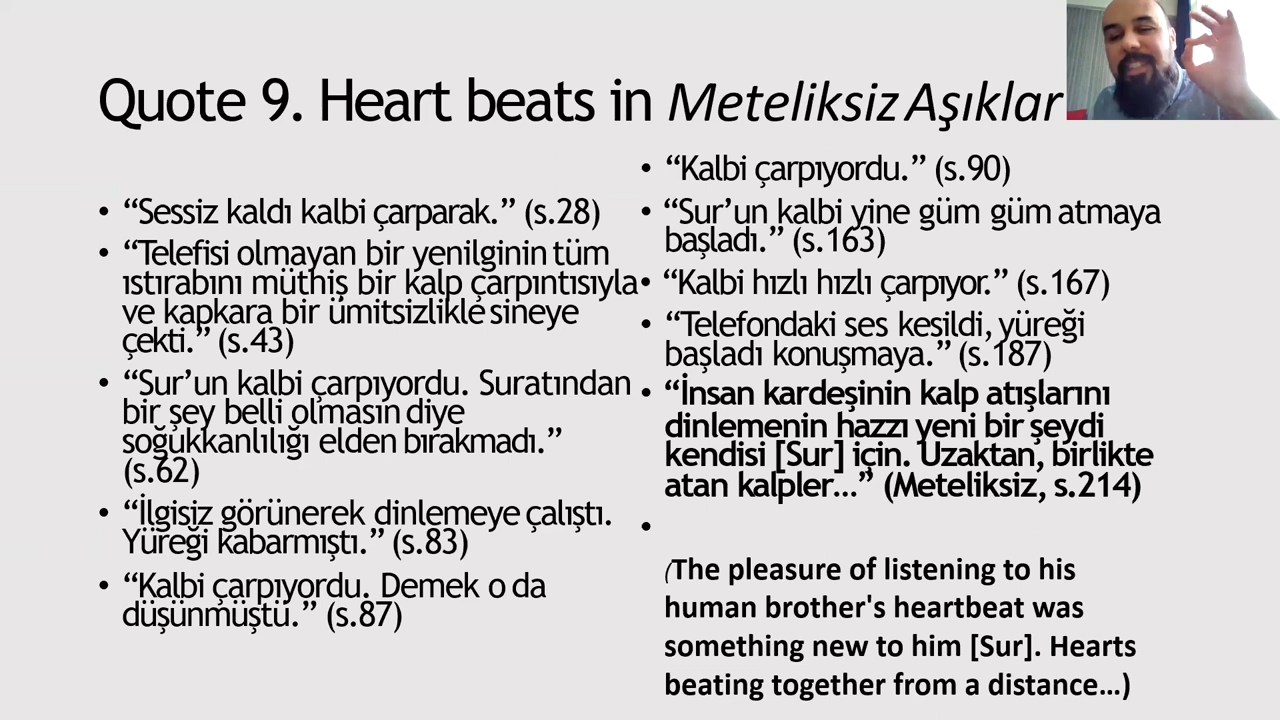 Quote 9. Heart beats in Meteliksiz Aşıklar
• “Sessiz kaldı kalbi çarparak.” (s.28)
• “Telefisi olmayan bir yenilginin tüm
ıstırabını müthiş bir kalp çarpıntısıyla
ve kapkara bir ümitsizlikle sineye
çekti.” (s.43)
• “Sur’un kalbi çarpıyordu. Suratından
bir şey belli olmasın diye
soğukkanlılığı elden bırakmadı.”
(s.62)
• “İlgisiz görünerek dinlemeye çalıştı.
Yüreği kabarmıştı.” (s.83)
• “Kalbi çarpıyordu. Demek o da
düşünmüştü.” (s.87)
• “Kalbi çarpıyordu.” (s.90)
• “Sur’un kalbi yine güm güm atmaya
başladı.” (s.163)
• “Kalbi hızlı hızlı çarpıyor.” (s.167)
• “Telefondaki ses kesildi, yüreği
başladı konuşmaya.” (s.187)
• “İnsan kardeşinin kalp atışlarını
dinlemenin hazzı yeni bir şeydi
kendisi [Sur] için. Uzaktan, birlikte
atan kalpler…” (Meteliksiz, s.214)
•
(The pleasure of listening to his
human brother's heartbeat was
something new to him [Sur]. Hearts
beating together from a distance…)